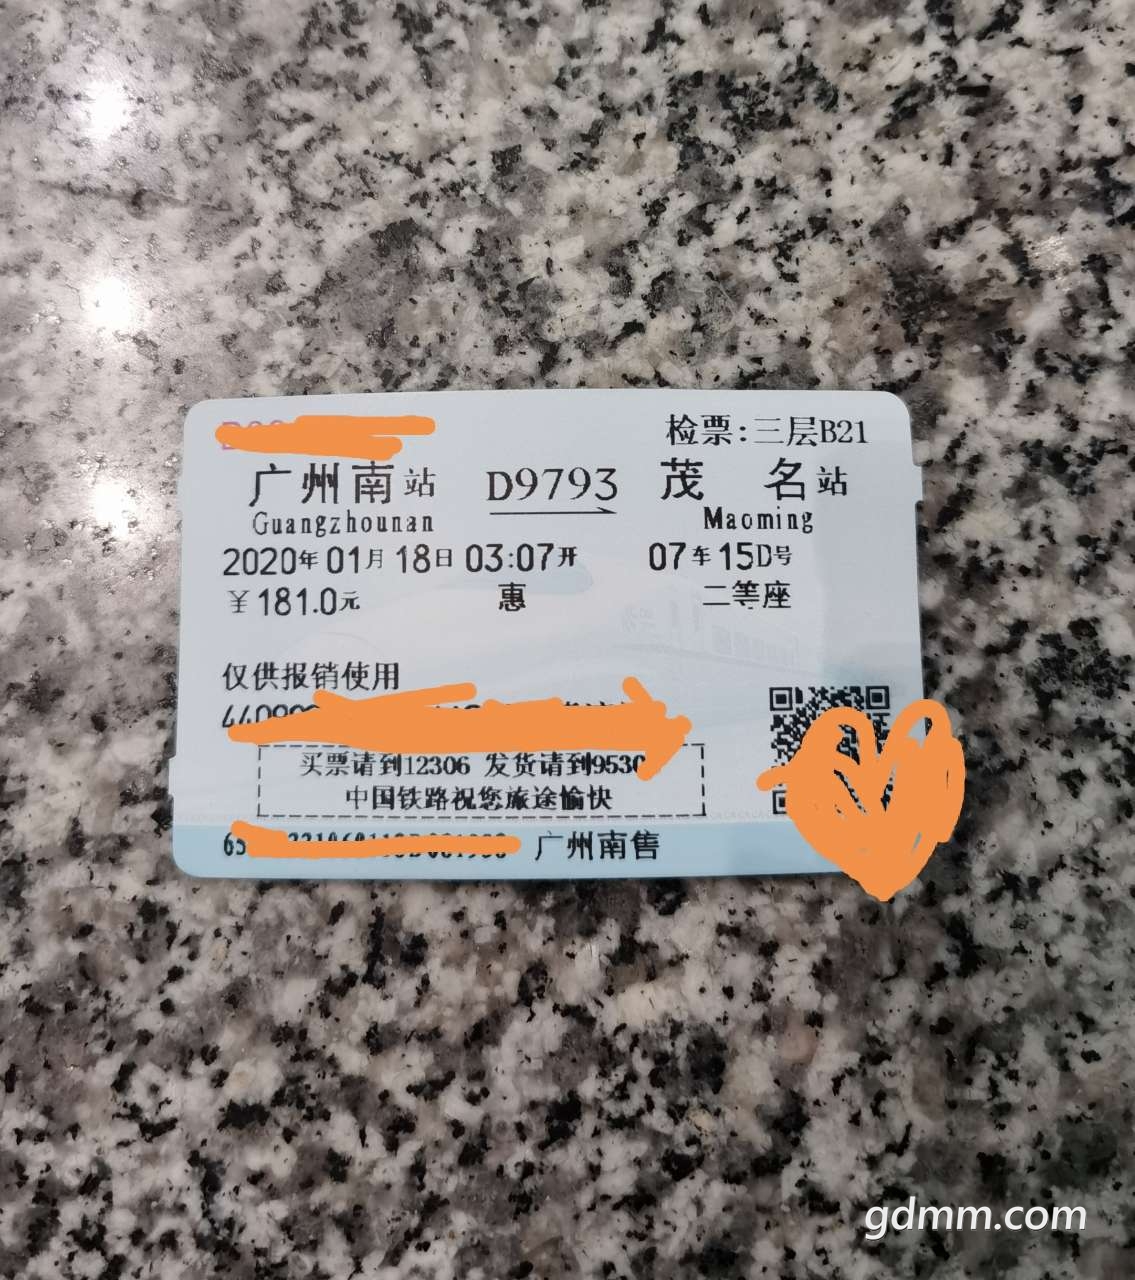 检票:三层B21
广州南站 D9793 茂名站
Guangzhounan Maoming
2020年01月18日03:07开 07车15D号
￥181.0元 惠 二等座
仅供报销使用
买票请到12306 发货请到9530
中国铁路祝您旅途愉快
广州南售
gdmm.com